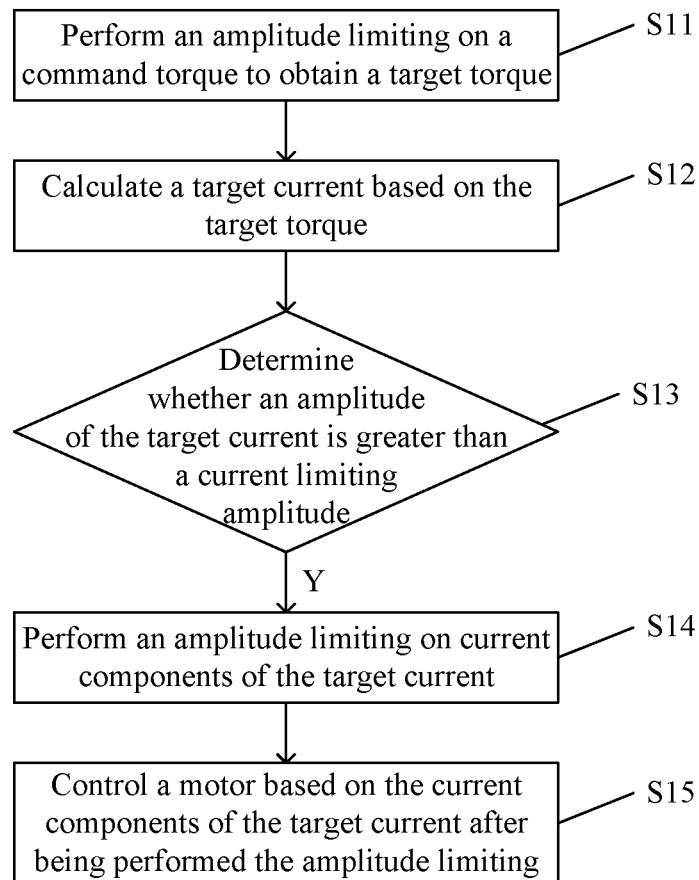 Perform an amplitude limiting on a
command torque to obtain a target torque
S11
Calculate a target current based on the
target torque
S12
Determine
whether an amplitude
of the target current is greater than
a current limiting
amplitude
S13
Y
Perform an amplitude limiting on current
components of the target current
S14
Control a motor based on the current
components of the target current after
being performed the amplitude limiting
S15